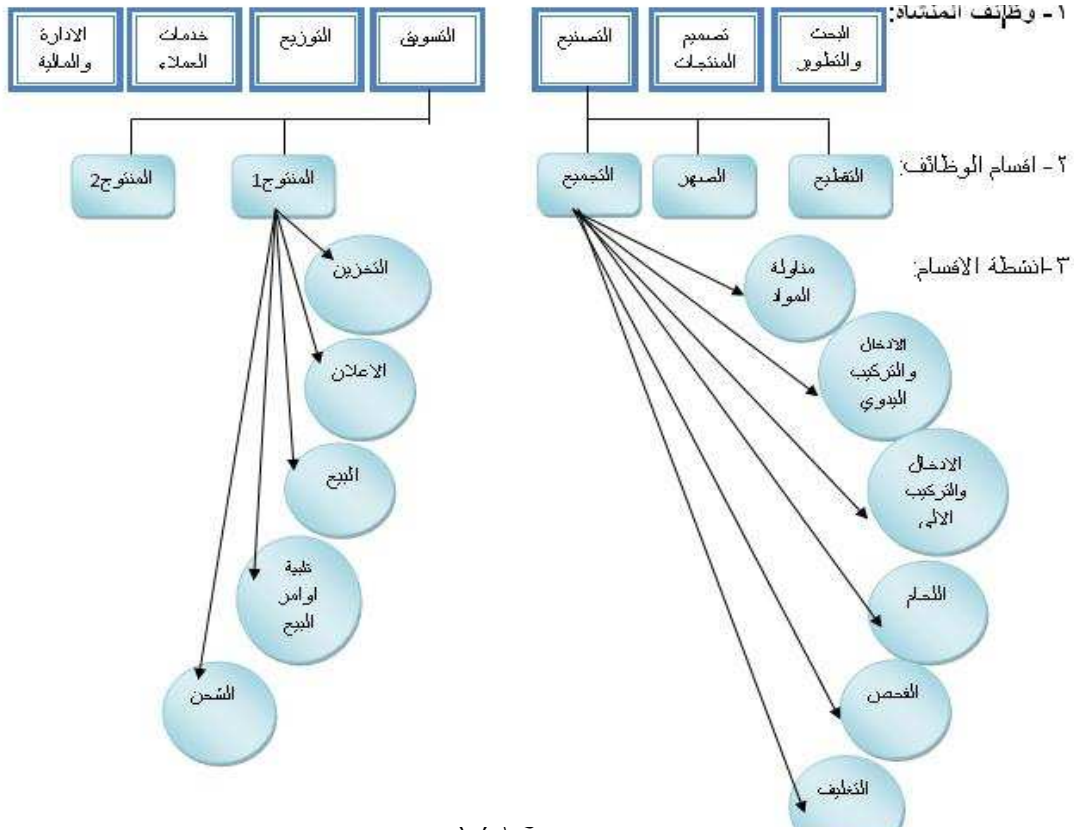 ١- وظائف المنشاة:
البحث
والتطوير
تصميم
المنتجات
التصنيع
التسويق
التوزيع
خدمات
العملاء
الادارة
والمالية
٢- اقسام الوظائف:
التقطيع
الصهر
التجميع
المنتوج1
المنتوج2
٣-انشطة الاقسام:
مناولة
المواد
الادخال
والتركيب
اليدوي
الادخال
والتركيب
الالي
اللحام
الفحص
التغليف
التخزين
الاعلان
البيع
تلبية
اوامر
البيع
الشحن